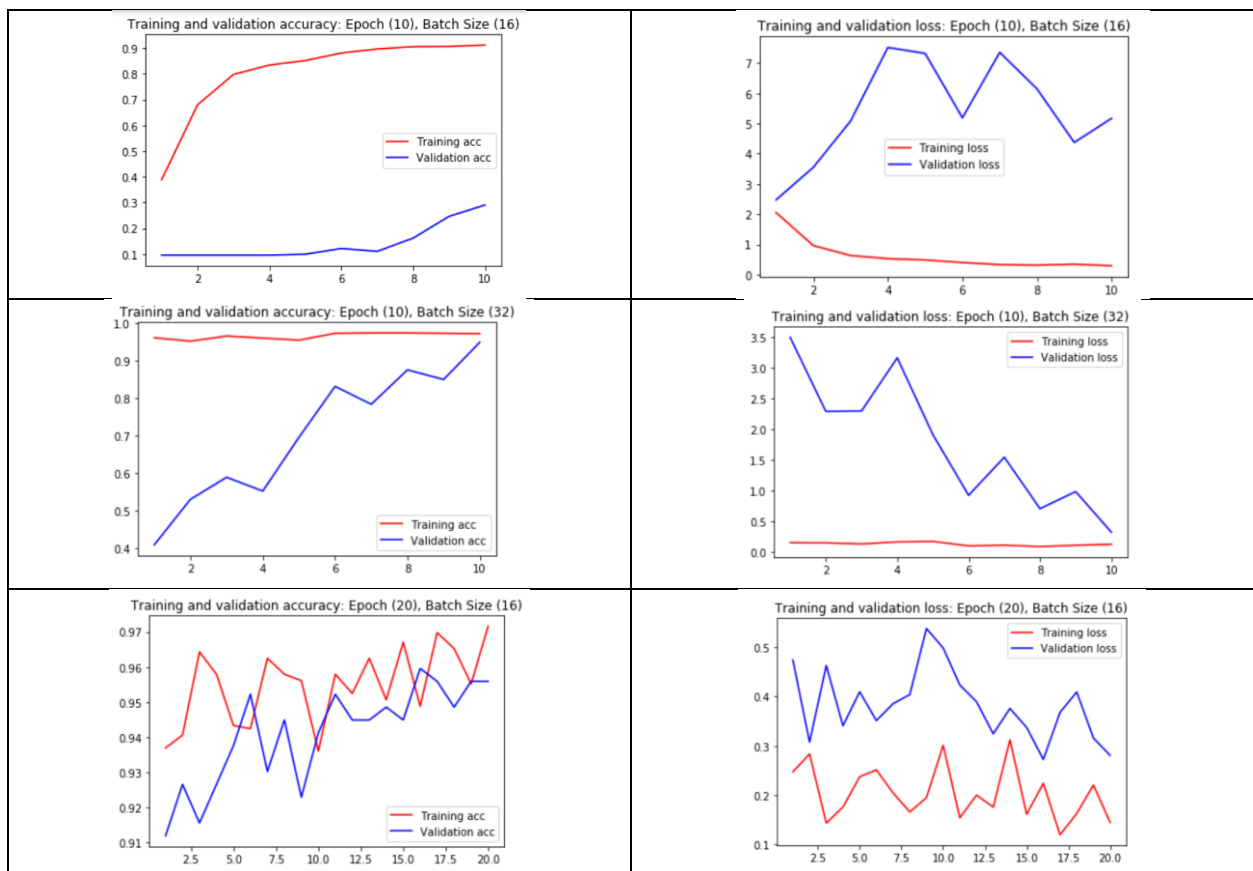 Training and validation accuracy: Epoch (10), Batch Size (16)
0.9
0.8
0.7
0.6
0.5
0.4
0.3
0.2
0.1
Training acc
Validation acc
2 4 6 8 10
Training and validation loss: Epoch (10), Batch Size (16)
7
6
5
4
3
2
1
0
Training loss
Validation loss
2 4 6 8 10
Training and validation accuracy: Epoch (10), Batch Size (32)
1.0
0.9
0.8
0.7
0.6
0.5
0.4
Training acc
Validation acc
2 4 6 8 10
Training and validation loss: Epoch (10), Batch Size (32)
3.5
3.0
2.5
2.0
1.5
1.0
0.5
0.0
Training loss
Validation loss
2 4 6 8 10
Training and validation accuracy: Epoch (20), Batch Size (16)
0.97
0.96
0.95
0.94
0.93
0.92
0.91
Training acc
Validation acc
2.5 5.0 7.5 10.0 12.5 15.0 17.5 20.0
Training and validation loss: Epoch (20), Batch Size (16)
0.5
0.4
0.3
0.2
0.1
Training loss
Validation loss
2.5 5.0 7.5 10.0 12.5 15.0 17.5 20.0